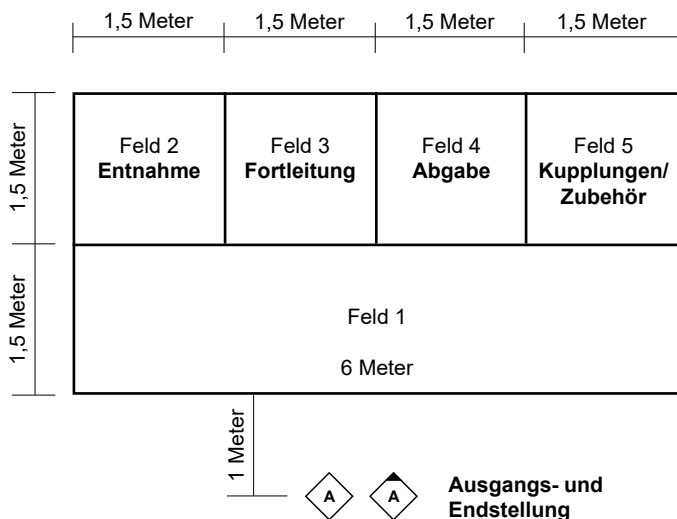 1,5 Meter 1,5 Meter 1,5 Meter 1,5 Meter
1,5 Meter
Feld 2
Entnahme
Feld 3
Fortleitung
Feld 4
Abgabe
Feld 5
Kupplungen/
Zubehör
1,5 Meter
Feld 1
6 Meter
1 Meter
A A
Ausgangs- und
Endstellung